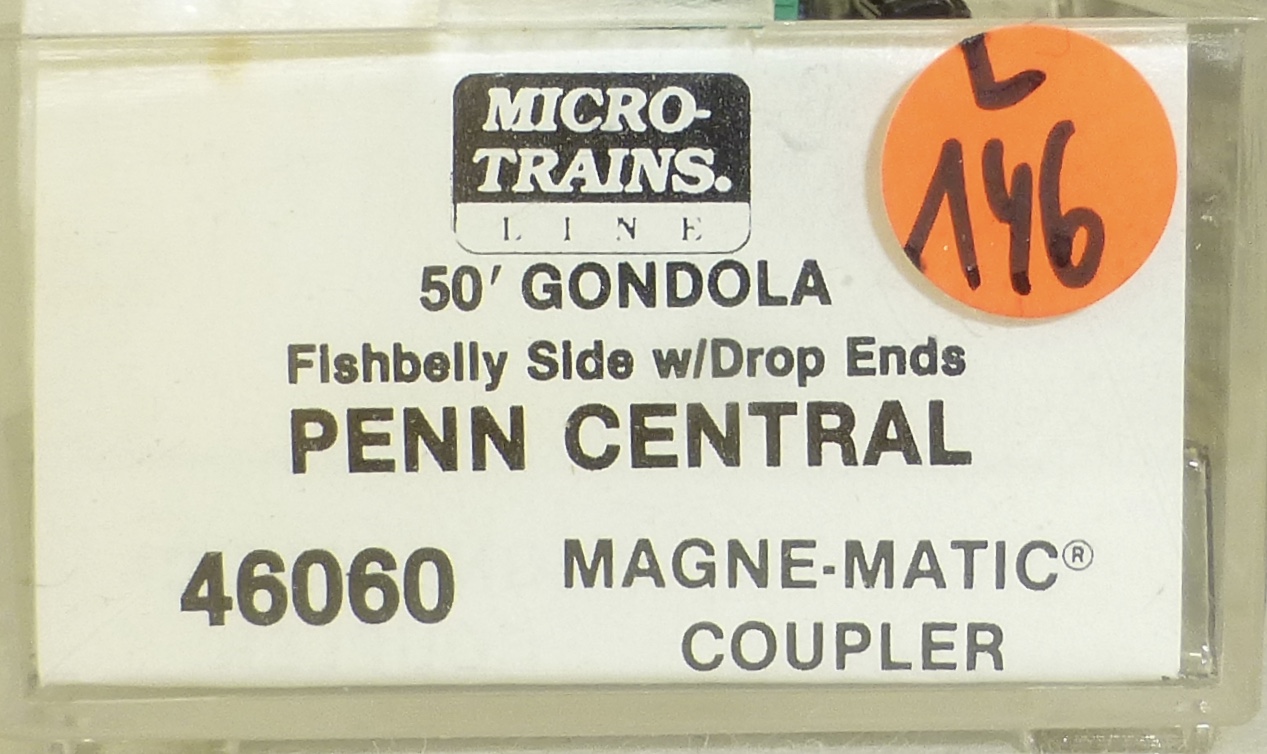 MICRO-
TRAINS.
LINE
50' GONDOLA
Fishbelly Side w/Drop Ends
PENN CENTRAL
46060
MAGNE-MATIC®
COUPLER
L
146